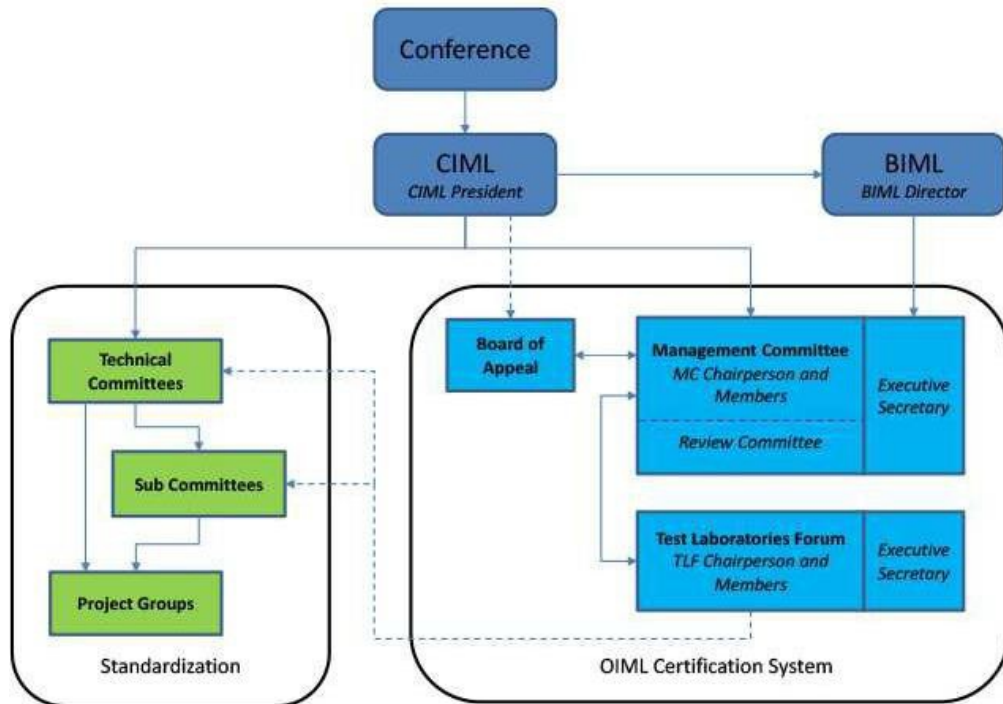 Conference
CIML
CIML President
BIML
BIML Director
Technical
Committees
Sub Committees
Project Groups
Standardization
Board of
Appeal
Management Committee
MC Chairperson and
Members
Review Committee
Executive
Secretary
Test Laboratories Forum
TLF Chairperson and
Members
Executive
Secretary
OIML Certification System